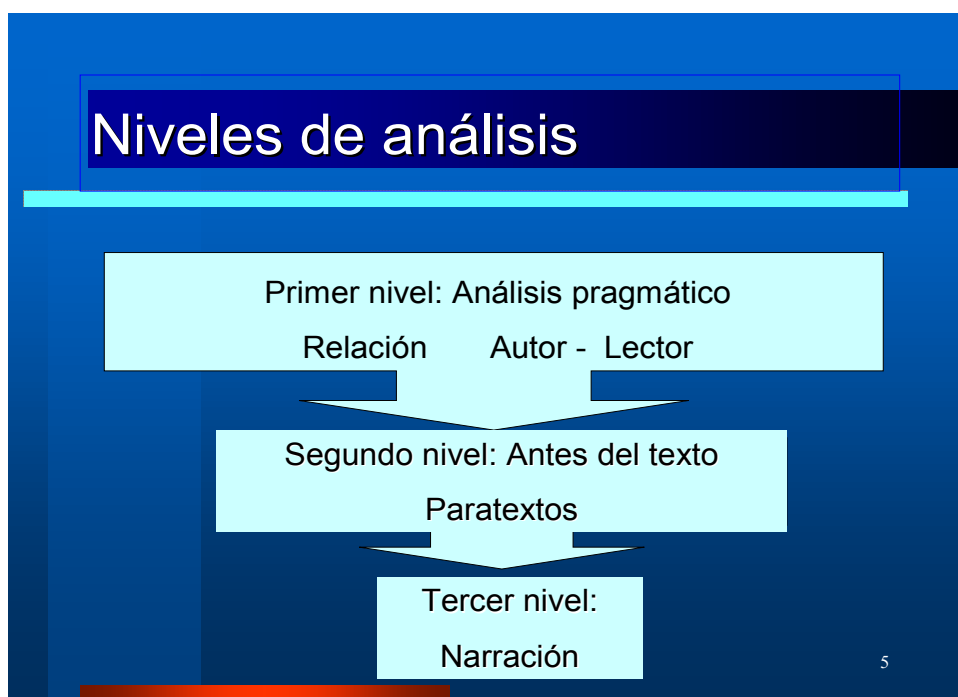 Niveles de análisis
Primer nivel: Análisis pragmático
Relación Autor - Lector
Segundo nivel: Antes del texto
Paratextos
Tercer nivel:
Narración
5